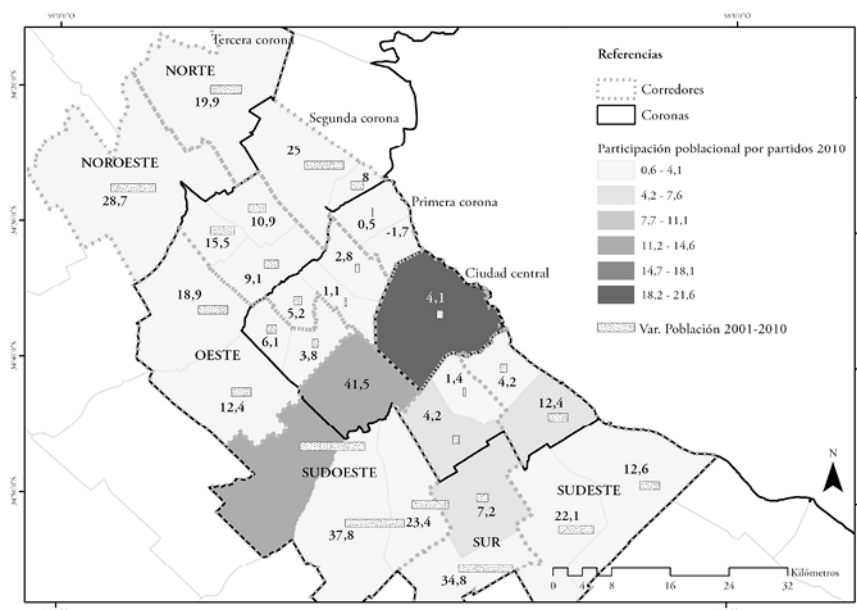 Tercera corona
NORTE
19,9
Segunda corona
25
8
NOROESTE
28,7
10,9
15,5
Primera corona
0,5
-1,7
2,8
9,1
1,1
Ciudad central
4,1
18,9
5,2
6,1
3,8
OESTE
41,5
12,4
1,4
4,2
4,2
12,4
SUDOESTE
37,8
23,4
7,2
SUR
34,8
SUDESTE
12,6
22,1
Referencias
Corredores
Coronas
Participación poblacional por partidos 2010
0,6 - 4,1
4,2 - 7,6
7,7 - 11,1
11,2 - 14,6
14,7 - 18,1
18,2 - 21,6
Var. Población 2001-2010
N
Kilómetros
0 4 8 16 24 32